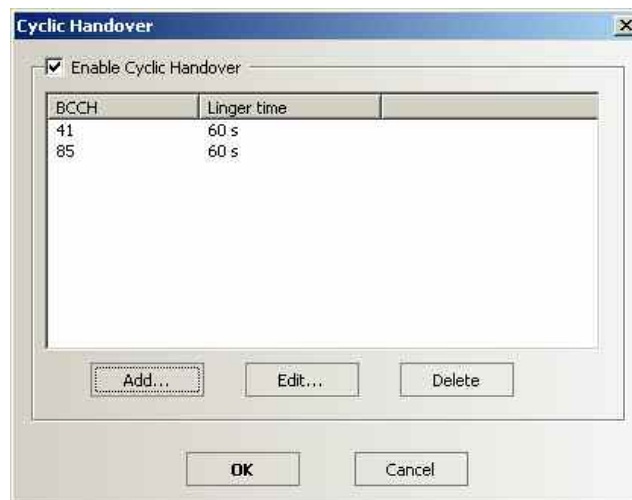 Cyclic Handover
Enable Cyclic Handover
BCCH Linger time
41 60 s
85 60 s
Add... Edit... Delete
OK Cancel